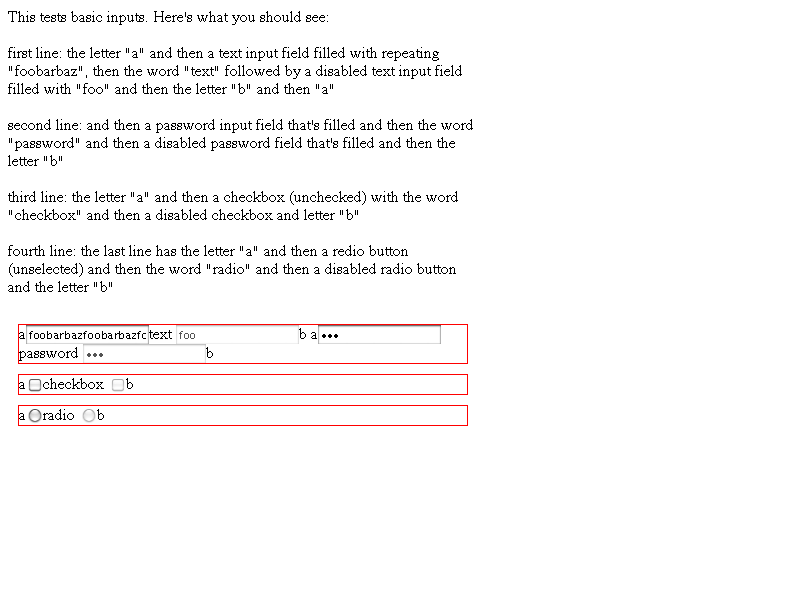 This tests basic inputs. Here's what you should see:
first line: the letter "a" and then a text input field filled with repeating
"foobarbaz", then the word "text" followed by a disabled text input field
filled with "foo" and then the letter "b" and then "a"
second line: and then a password input field that's filled and then the word
"password" and then a disabled password field that's filled and then the
letter "b"
third line: the letter "a" and then a checkbox (unchecked) with the word
"checkbox" and then a disabled checkbox and letter "b"
fourth line: the last line has the letter "a" and then a redio button
(unselected) and then the word "radio" and then a disabled radio button
and the letter "b"
a foobarbazfoobarbazfo text foo b a •••
password ••• b
a checkbox b
a radio b